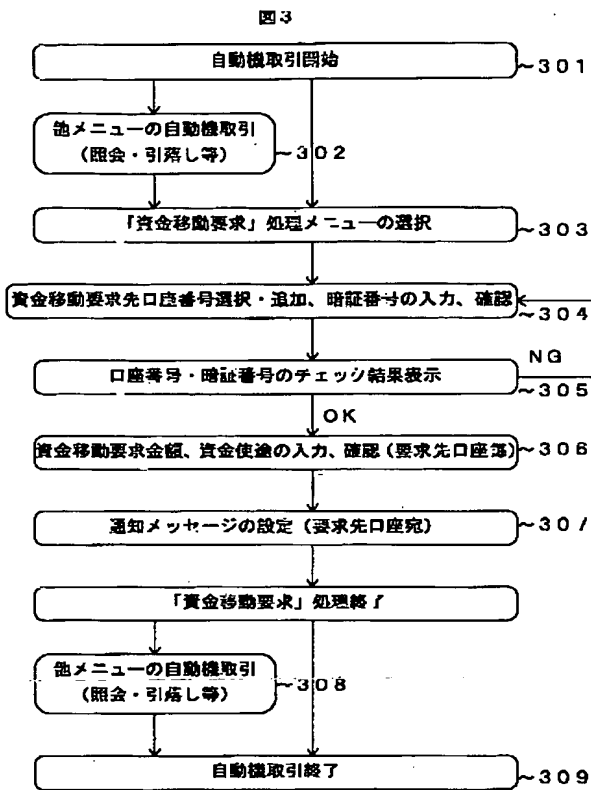 図3
自動機取引開始
~301
他メニューの自動機取引
(照会・引落し等)
~302
「資金移動要求」処理メニューの選択
~303
資金移動要求先口座番号選択・追加、暗証番号の入力、確認
~304
NG
口座番号・暗証番号のチェック結果表示
~305
OK
資金移動要求金額、資金使途の入力、確認(要求先口座簿)
~306
通知メッセージの設定(要求先口座宛)
~307
「資金移動要求」処理終了
他メニューの自動機取引
(照会・引落し等)
~308
自動機取引終了
~309